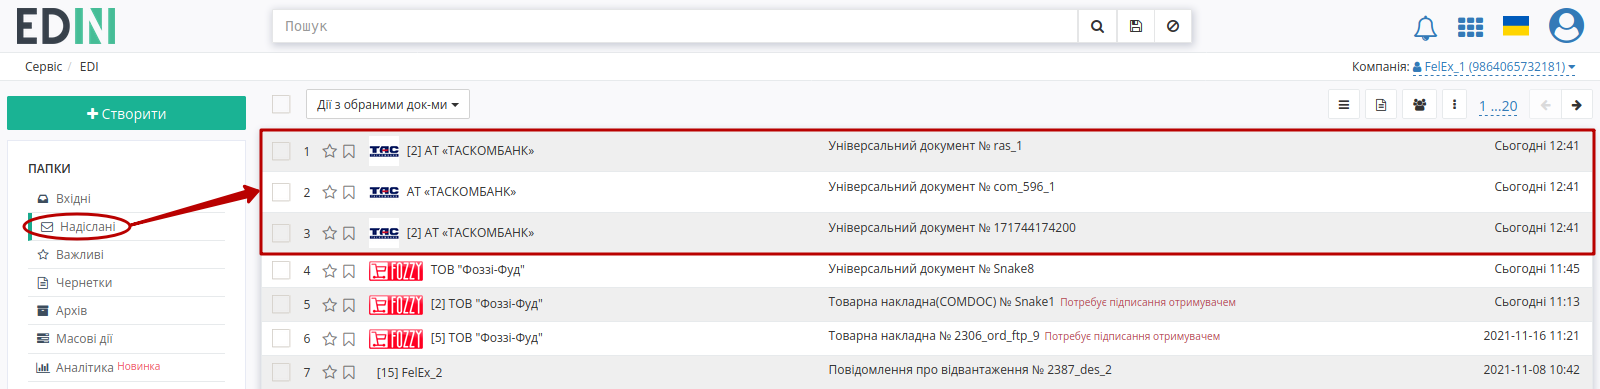 EDIN
Пошук
Сервіс / EDI
Компанія: FelEx_1 (9864065732181)
+ Створити
Дії з обраними док-ми
1 ...20
ПАПКИ
Вхідні
Надіслані
Важливі
Чернетки
Архів
Масові дії
Аналітика Новинка
1 ТАС [2] АТ «ТАСКОМБАНК» Універсальний документ № ras_1 Сьогодні 12:41
2 ТАС АТ «ТАСКОМБАНК» Універсальний документ № com_596_1 Сьогодні 12:41
3 ТАС [2] АТ «ТАСКОМБАНК» Універсальний документ № 171744174200 Сьогодні 12:41
4 FOZZY ТОВ "Фоззі-Фуд" Універсальний документ № Snake8 Сьогодні 11:45
5 FOZZY [2] ТОВ "Фоззі-Фуд" Товарна накладна(COMDOC) № Snake1 Потребує підписання отримувачем Сьогодні 11:13
6 FOZZY [5] ТОВ "Фоззі-Фуд" Товарна накладна № 2306_ord_ftp_9 Потребує підписання отримувачем 2021-11-16 11:21
7 [15] FelEx_2 Повідомлення про відвантаження № 2387_des_2 2021-11-08 10:42